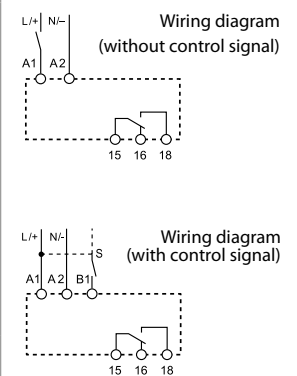 Wiring diagram
(without control signal)
L/+ N/–
A1 A2
15 16 18
Wiring diagram
(with control signal)
L/+ N/-
S
A1 A2 B1
15 16 18